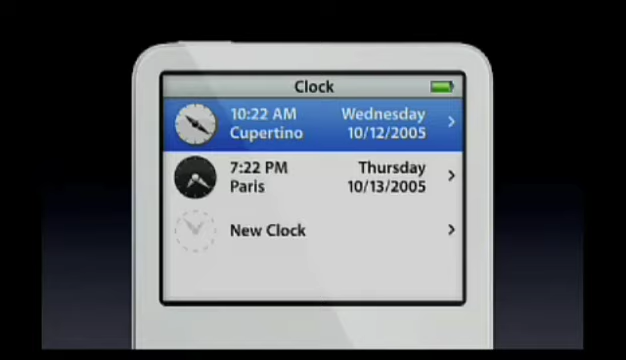 Clock
10:22 AM Wednesday
Cupertino 10/12/2005
7:22 PM Thursday
Paris 10/13/2005
New Clock